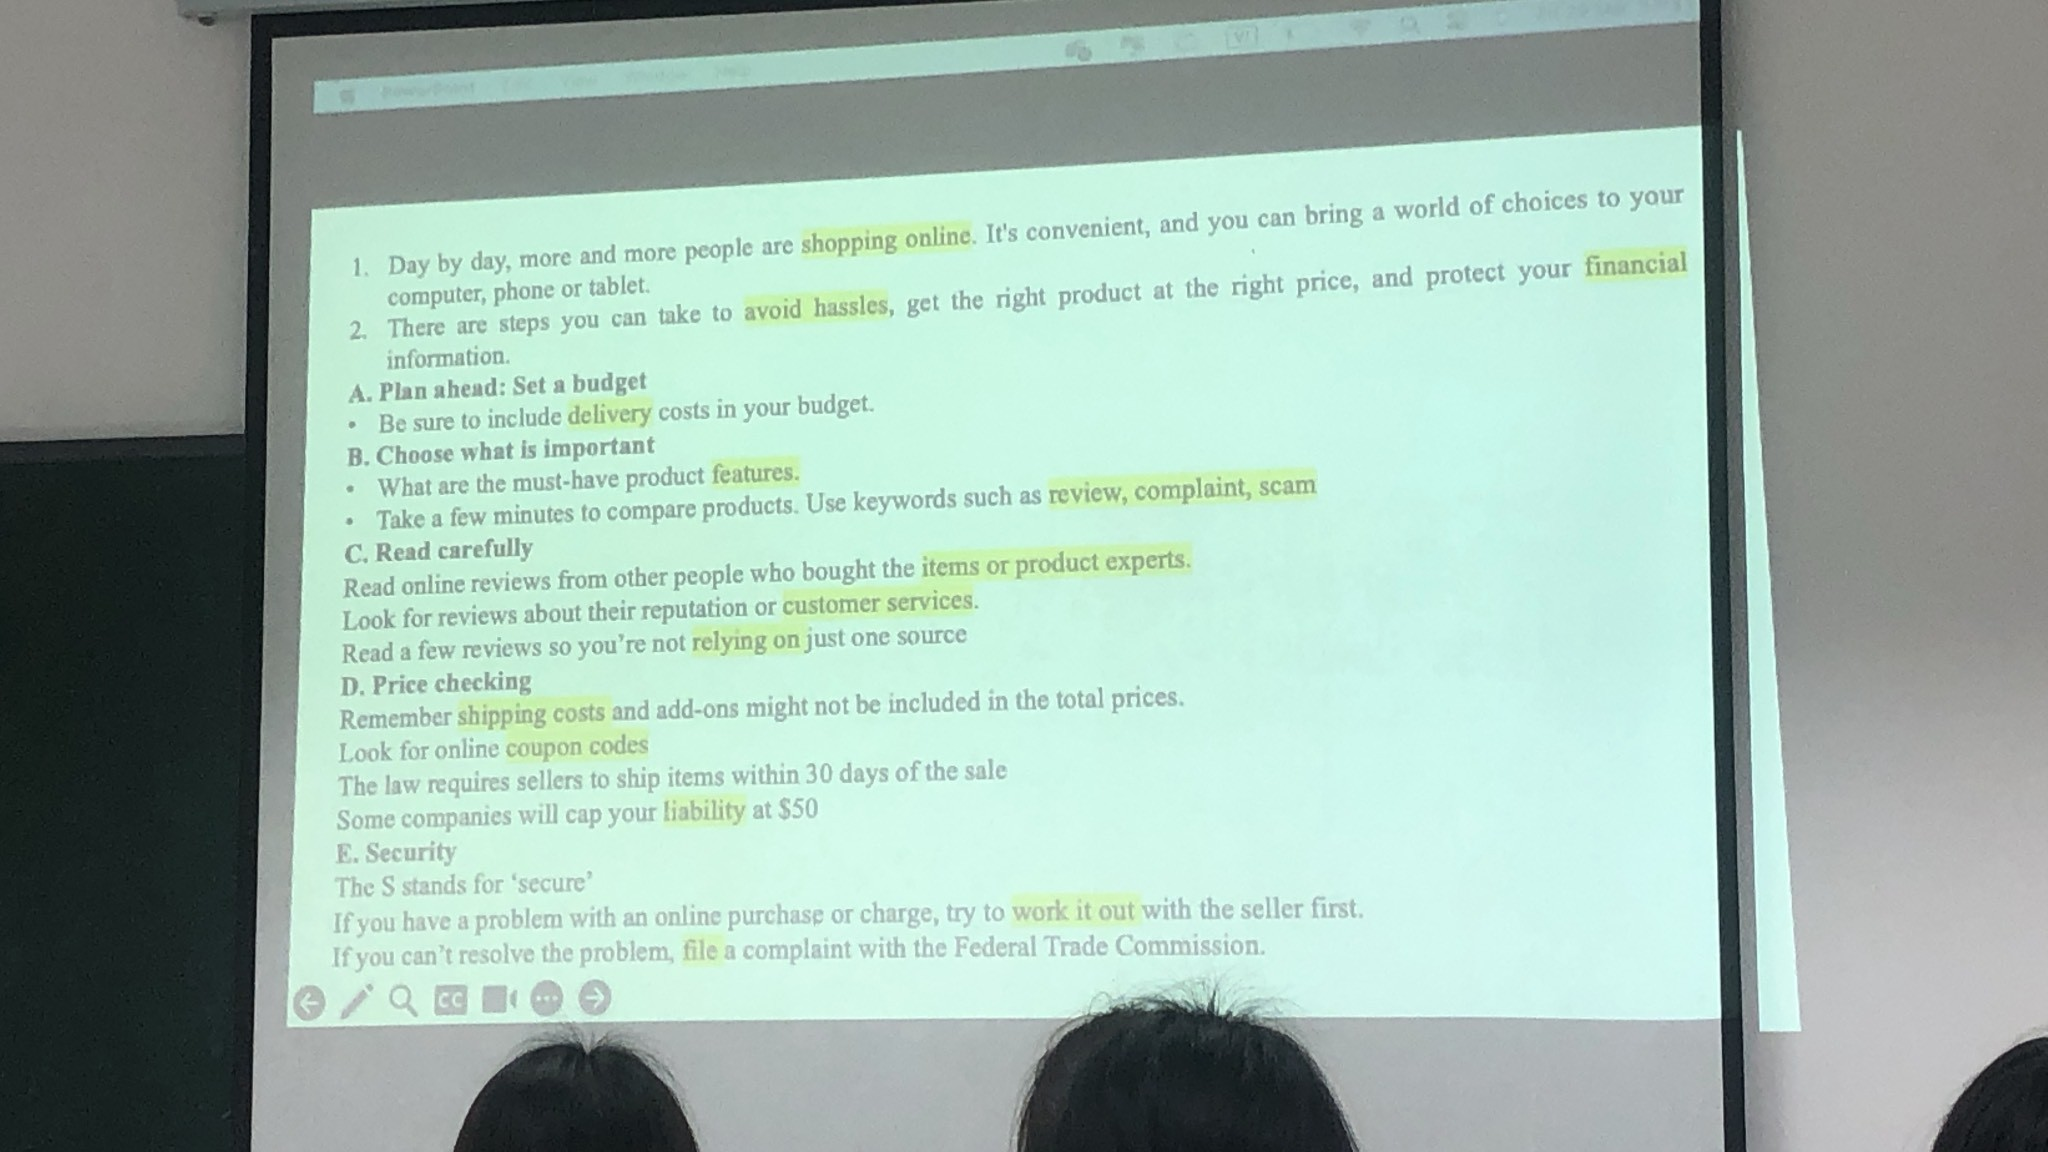 VI
1. Day by day, more and more people are shopping online. It's convenient, and you can bring a world of choices to your
computer, phone or tablet.
2. There are steps you can take to avoid hassles, get the right product at the right price, and protect your financial
information.
A. Plan ahead: Set a budget
• Be sure to include delivery costs in your budget.
B. Choose what is important
• What are the must-have product features.
• Take a few minutes to compare products. Use keywords such as review, complaint, scam
C. Read carefully
Read online reviews from other people who bought the items or product experts.
Look for reviews about their reputation or customer services.
Read a few reviews so you're not relying on just one source
D. Price checking
Remember shipping costs and add-ons might not be included in the total prices.
Look for online coupon codes
The law requires sellers to ship items within 30 days of the sale
Some companies will cap your liability at $50
E. Security
The S stands for ‘secure’
If you have a problem with an online purchase or charge, try to work it out with the seller first.
If you can't resolve the problem, file a complaint with the Federal Trade Commission.
CC